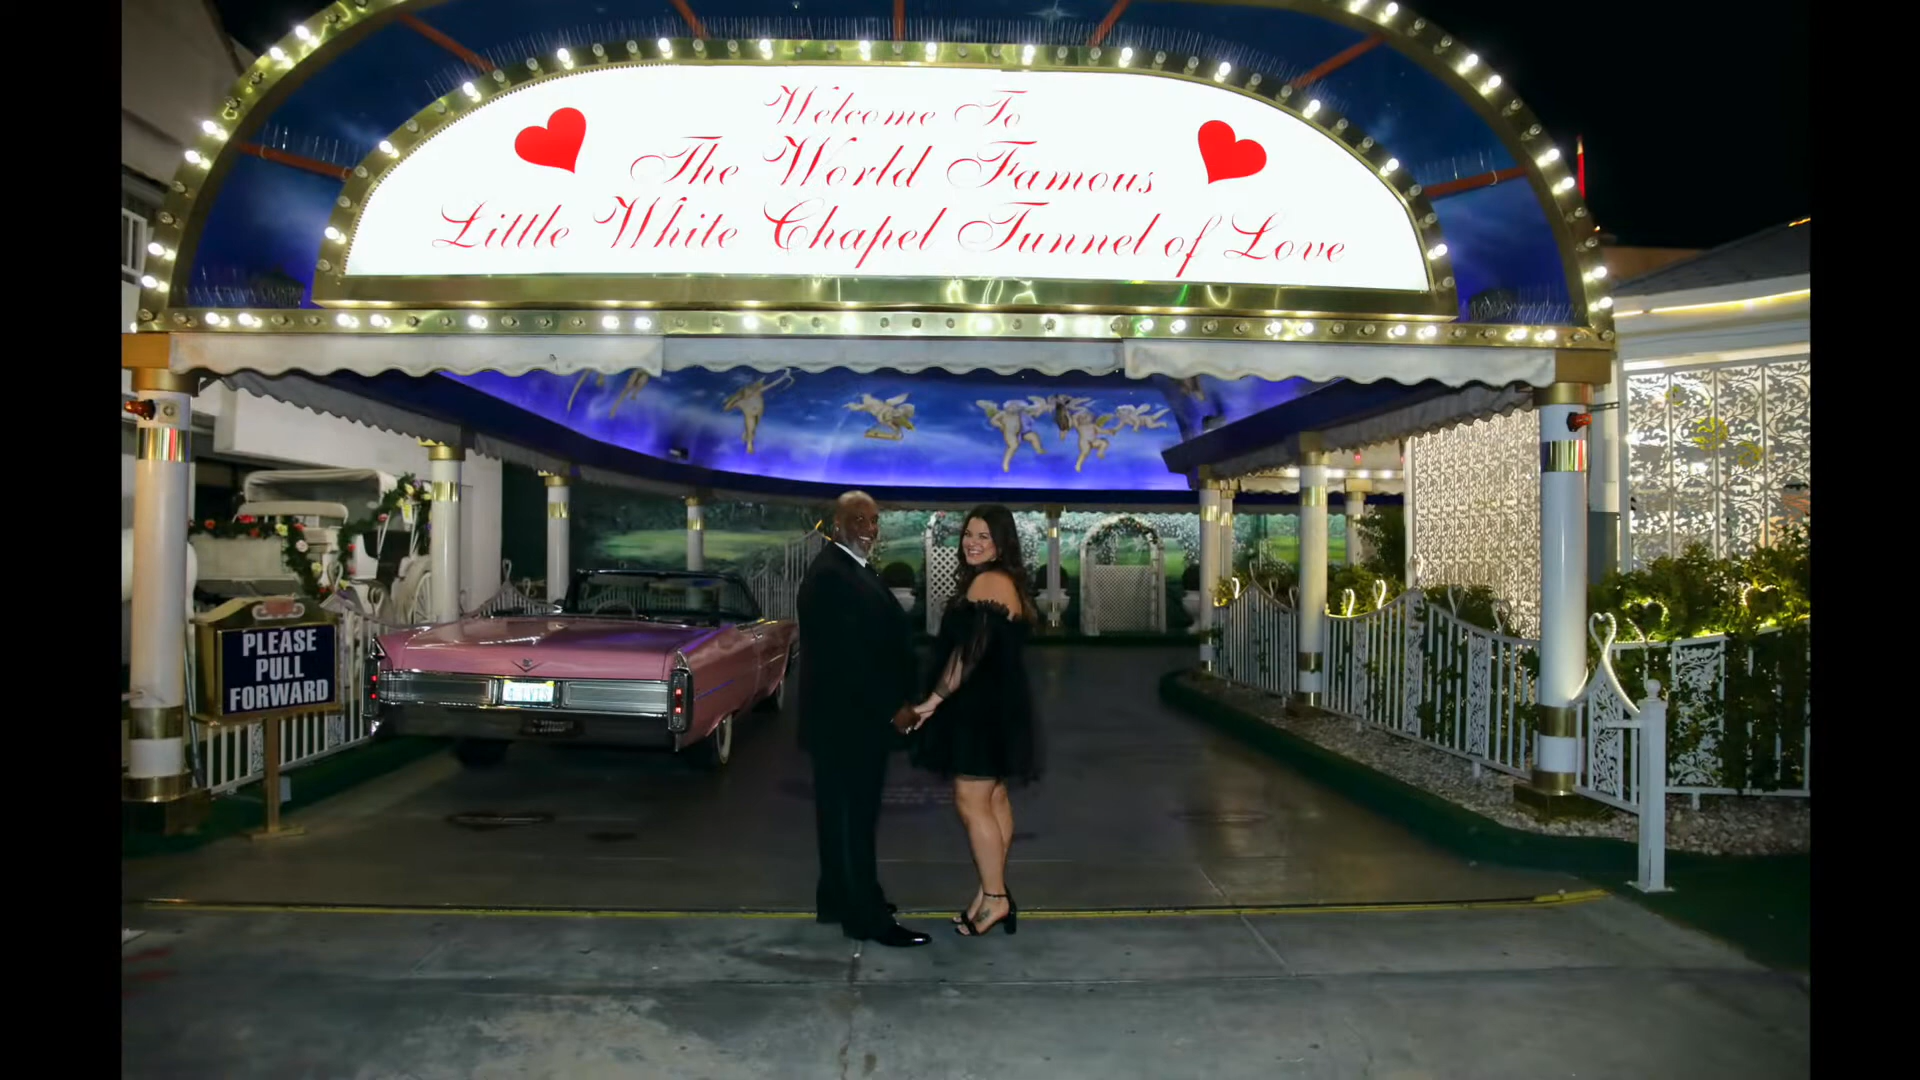 Welcome To
The World Famous
Little White Chapel Tunnel of Love
PLEASE
PULL
FORWARD